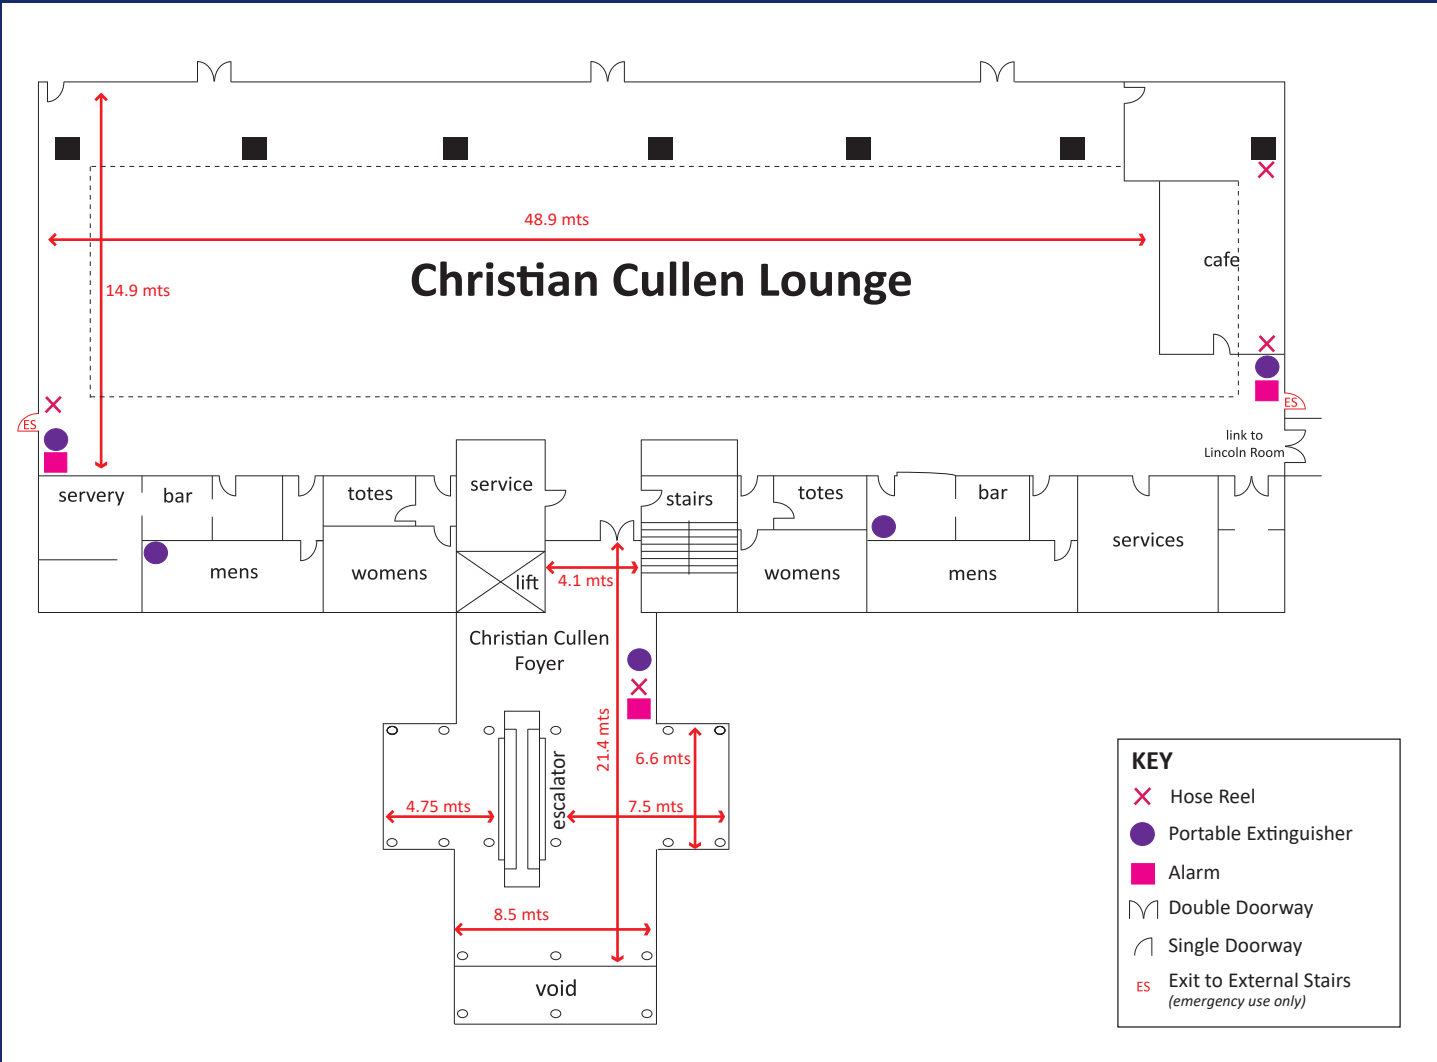 48.9 mts
Christian Cullen Lounge
14.9 mts
cafe
ES
ES
link to
Lincoln Room
servery
bar
totes
service
stairs
totes
bar
services
mens
womens
lift
4.1 mts
womens
mens
Christian Cullen
Foyer
21.4 mts
6.6 mts
escalator
4.75 mts
7.5 mts
8.5 mts
void
KEY
Hose Reel
Portable Extinguisher
Alarm
Double Doorway
Single Doorway
ES
Exit to External Stairs
(emergency use only)